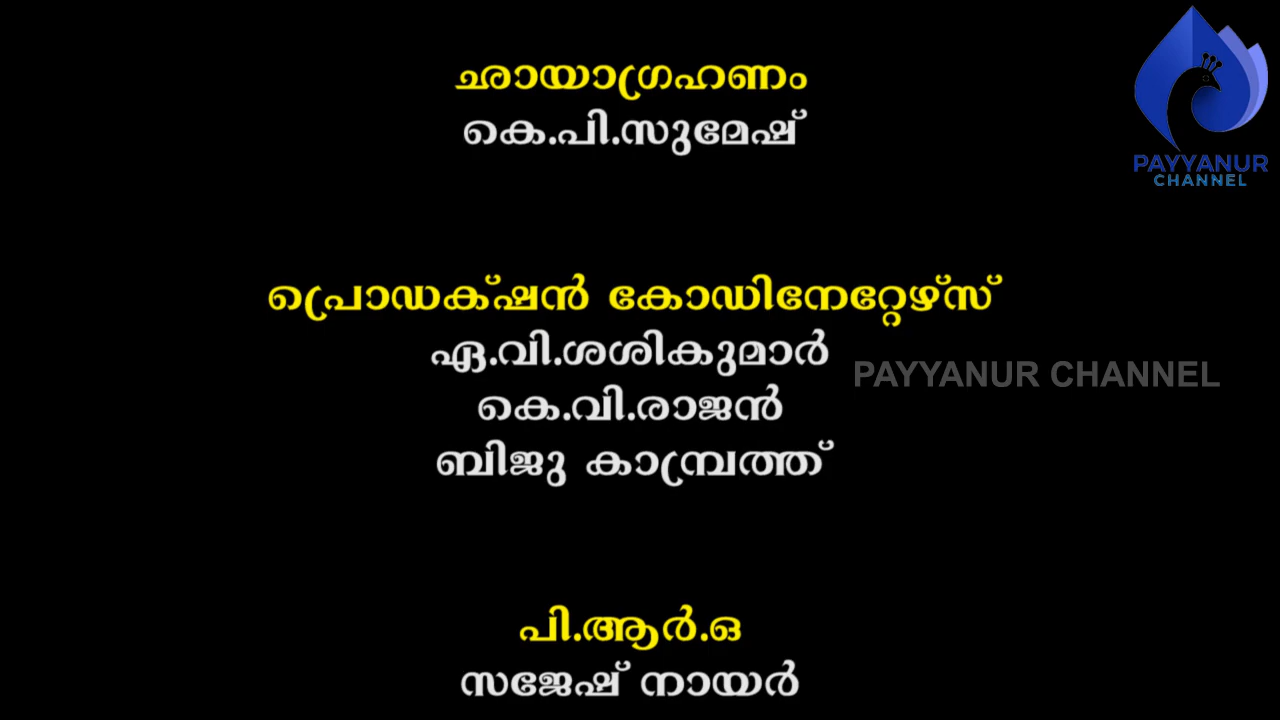 ഛായാഗ്രഹണം
കെ.പി.സുമേഷ്
PAYYANUR
CHANNEL
പ്രൊഡക്ഷൻ കോഡിനേറ്റേഴ്സ്
ഏ.വി.ശശികുമാർ
PAYYANUR CHANNEL
കെ.വി.രാജൻ
ബിജു കാമ്പ്രത്ത്
പി.ആർ.ഒ
സജേഷ് നായർ